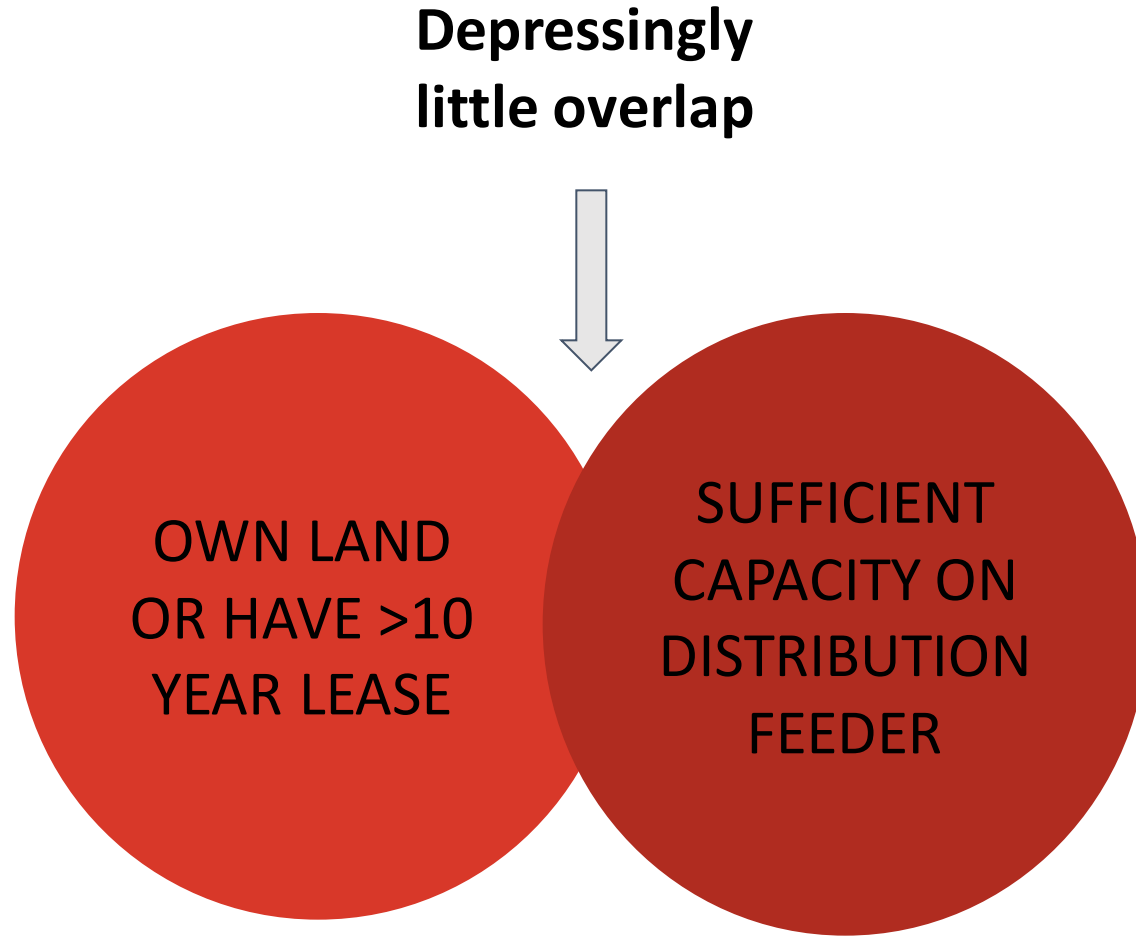 Depressingly
little overlap
OWN LAND
OR HAVE >10
YEAR LEASE
SUFFICIENT
CAPACITY ON
DISTRIBUTION
FEEDER